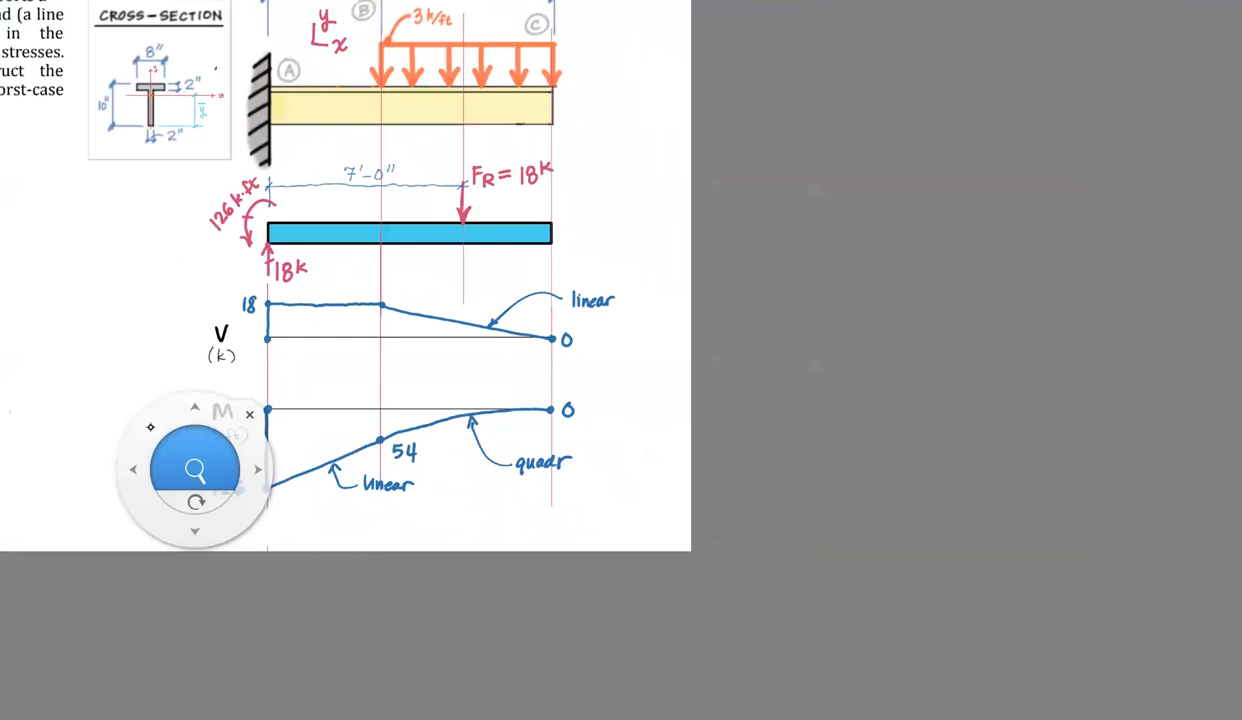 d (a line
in the
stresses.
uct the
orst-case
CROSS-SECTION
8"
2"
10"
ȳ
x
2"
y
x
B
3 k/ft
C
A
7'-0"
FR = 18k
126 k·ft
18k
18
linear
V
(k)
0
M
0
54
quadr
linear